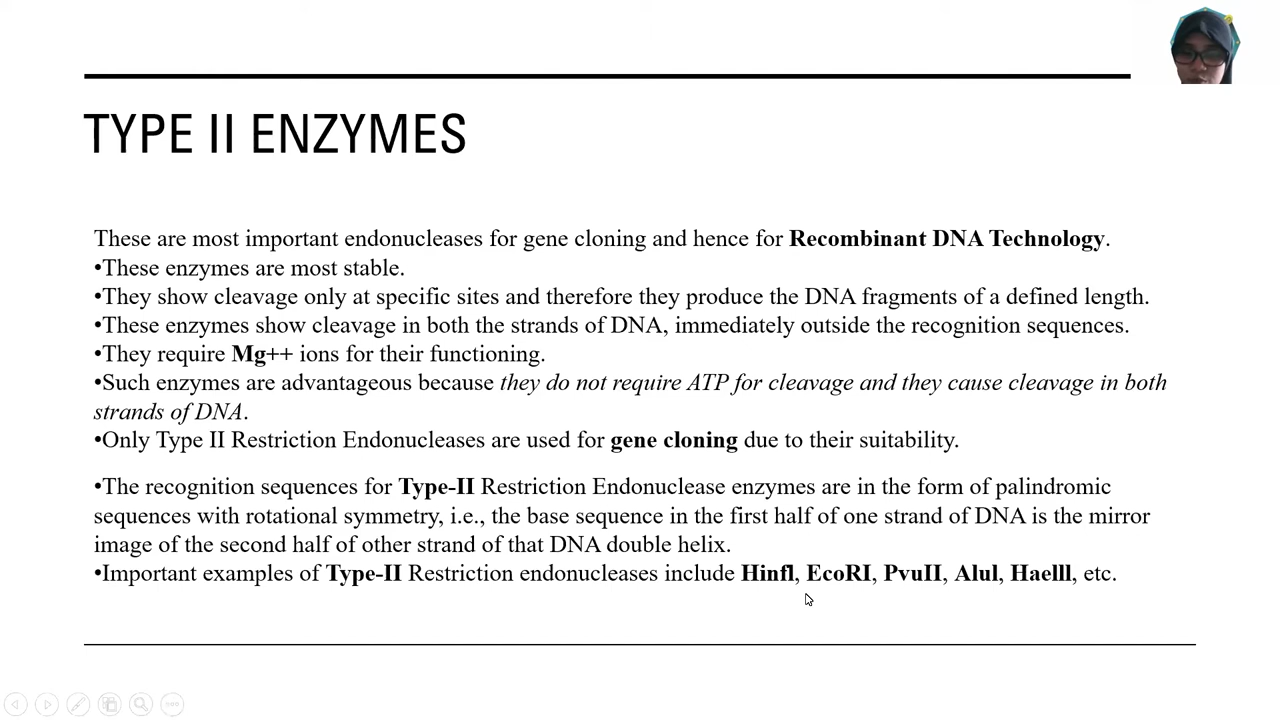 TYPE II ENZYMES
These are most important endonucleases for gene cloning and hence for Recombinant DNA Technology.
•These enzymes are most stable.
•They show cleavage only at specific sites and therefore they produce the DNA fragments of a defined length.
•These enzymes show cleavage in both the strands of DNA, immediately outside the recognition sequences.
•They require Mg++ ions for their functioning.
•Such enzymes are advantageous because they do not require ATP for cleavage and they cause cleavage in both
strands of DNA.
•Only Type II Restriction Endonucleases are used for gene cloning due to their suitability.
•The recognition sequences for Type-II Restriction Endonuclease enzymes are in the form of palindromic
sequences with rotational symmetry, i.e., the base sequence in the first half of one strand of DNA is the mirror
image of the second half of other strand of that DNA double helix.
•Important examples of Type-II Restriction endonucleases include Hinfl, EcoRI, PvuII, Alul, Haelll, etc.